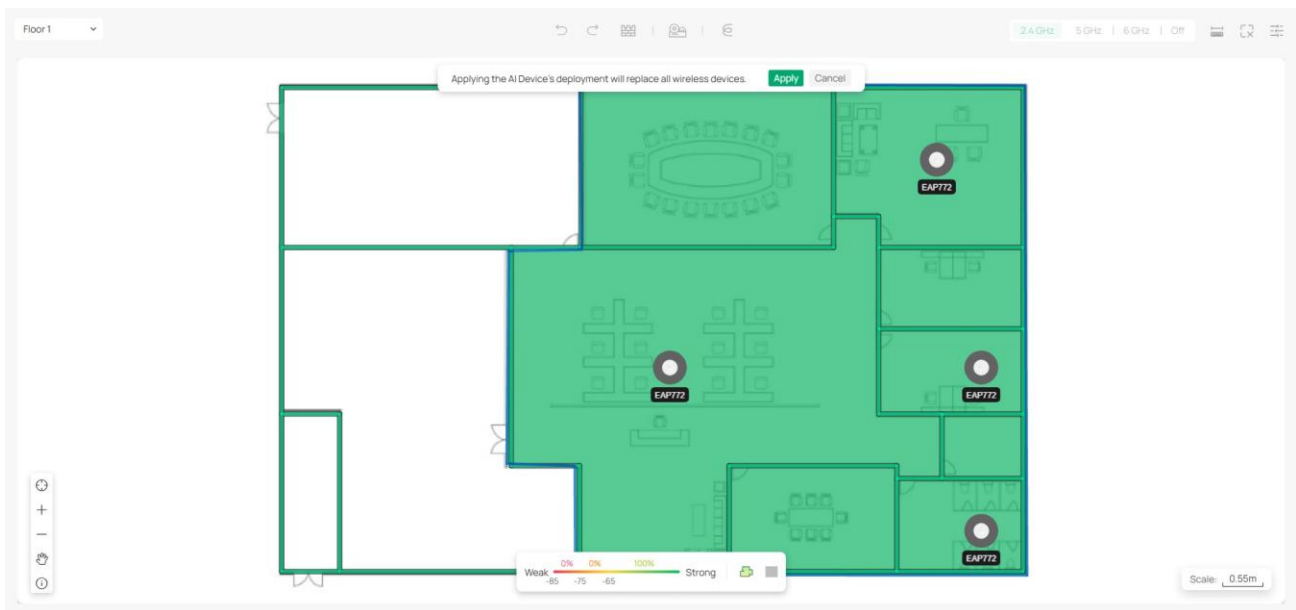 Floor 1
2.4 GHz 5 GHz | 6 GHz | Off
Applying the AI Device's deployment will replace all wireless devices. Apply Cancel
EAP772
EAP772
EAP772
EAP772
0% 0% 100%
Weak Strong
-85 -75 -65
Scale: 0.55m